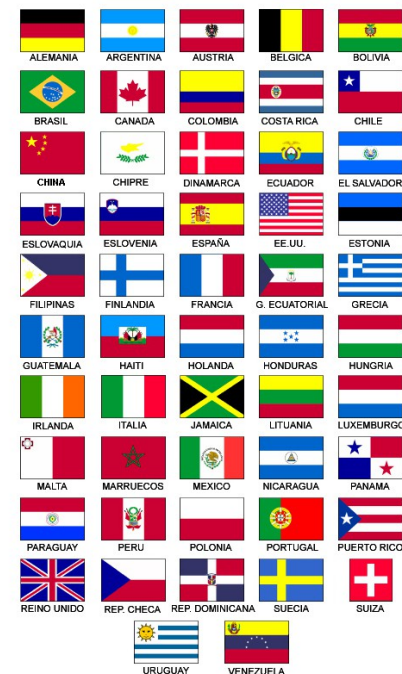 ALEMANIA ARGENTINA AUSTRIA BELGICA BOLIVIA
BRASIL CANADA COLOMBIA COSTA RICA CHILE
CHINA CHIPRE DINAMARCA ECUADOR EL SALVADOR
ESLOVAQUIA ESLOVENIA ESPAÑA EE.UU. ESTONIA
FILIPINAS FINLANDIA FRANCIA G. ECUATORIAL GRECIA
GUATEMALA HAITI HOLANDA HONDURAS HUNGRIA
IRLANDA ITALIA JAMAICA LITUANIA LUXEMBURGO
MALTA MARRUECOS MEXICO NICARAGUA PANAMA
PARAGUAY PERU POLONIA PORTUGAL PUERTO RICO
REINO UNIDO REP. CHECA REP. DOMINICANA SUECIA SUIZA
URUGUAY VENEZUELA